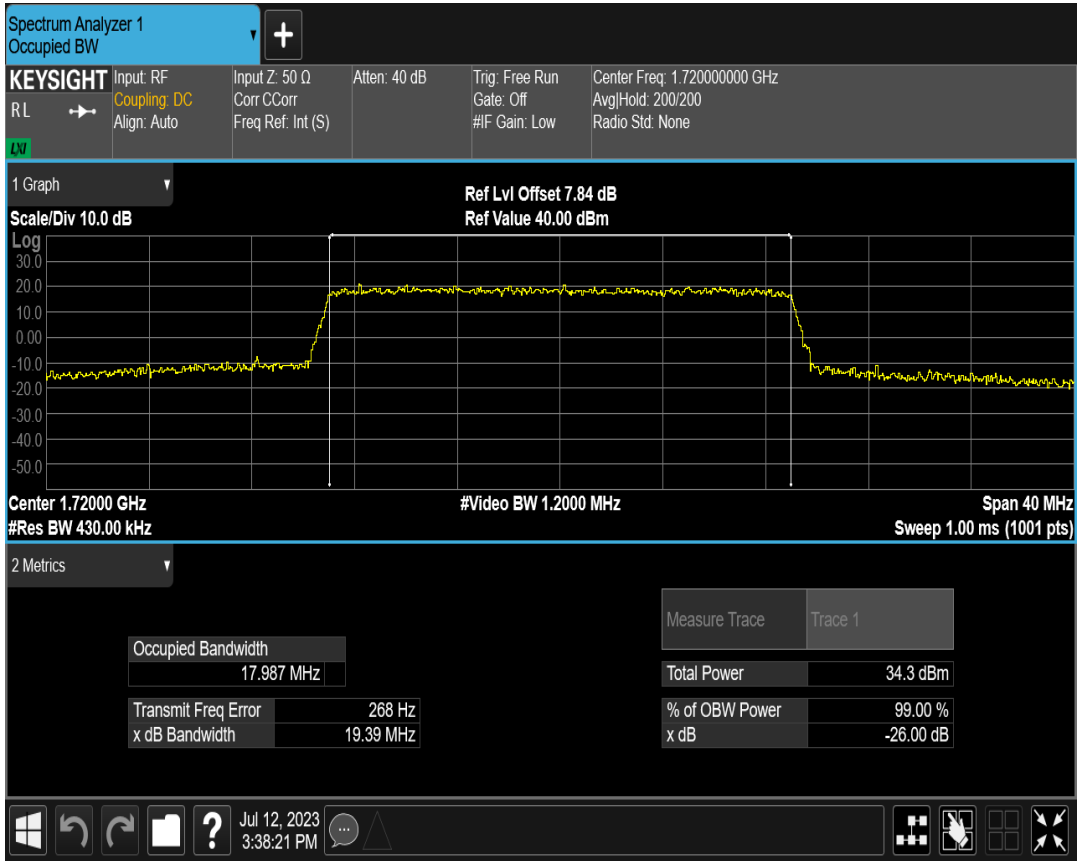 Spectrum Analyzer 1
Occupied BW
KEYSIGHT
R L
LXI
Input: RF
Coupling: DC
Align: Auto
Input Z: 50 Ω
Corr CCorr
Freq Ref: Int (S)
Atten: 40 dB
Trig: Free Run
Gate: Off
#IF Gain: Low
Center Freq: 1.720000000 GHz
Avg|Hold: 200/200
Radio Std: None
1 Graph
Scale/Div 10.0 dB
Ref Lvl Offset 7.84 dB
Ref Value 40.00 dBm
Log
30.0
20.0
10.0
0.00
-10.0
-20.0
-30.0
-40.0
-50.0
Center 1.72000 GHz
#Res BW 430.00 kHz
#Video BW 1.2000 MHz
Span 40 MHz
Sweep 1.00 ms (1001 pts)
2 Metrics
Occupied Bandwidth
17.987 MHz
Transmit Freq Error 268 Hz
x dB Bandwidth 19.39 MHz
Measure Trace Trace 1
Total Power 34.3 dBm
% of OBW Power 99.00 %
x dB -26.00 dB
Jul 12, 2023
3:38:21 PM